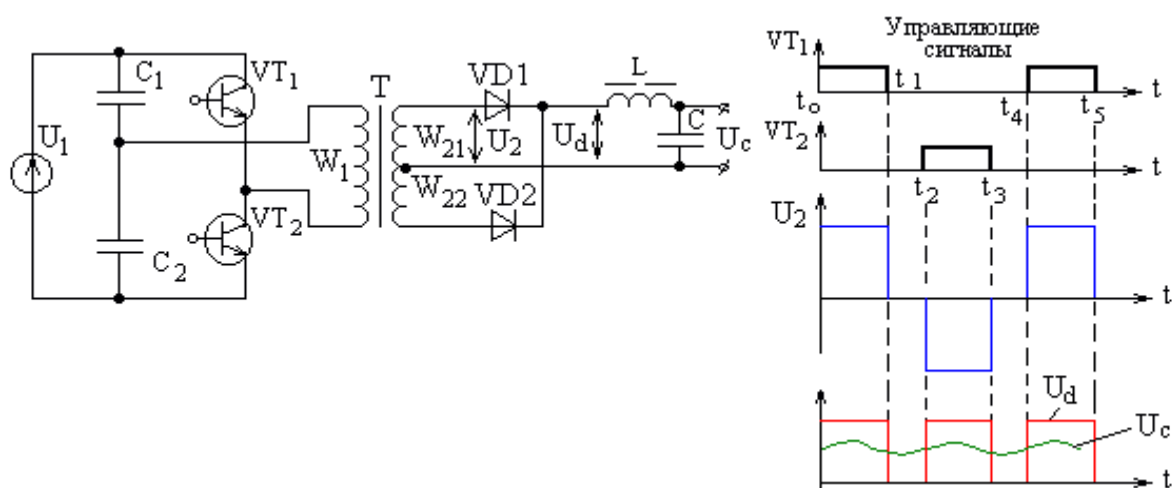 U1
C1
C2
VT1
VT2
T
W1
W21
W22
U2
VD1
VD2
Ud
L
C
Uc
Управляющие
сигналы
VT1
t0
t1
t4
t5
t
VT2
t2
t3
t
U2
t
Ud
Uc
t